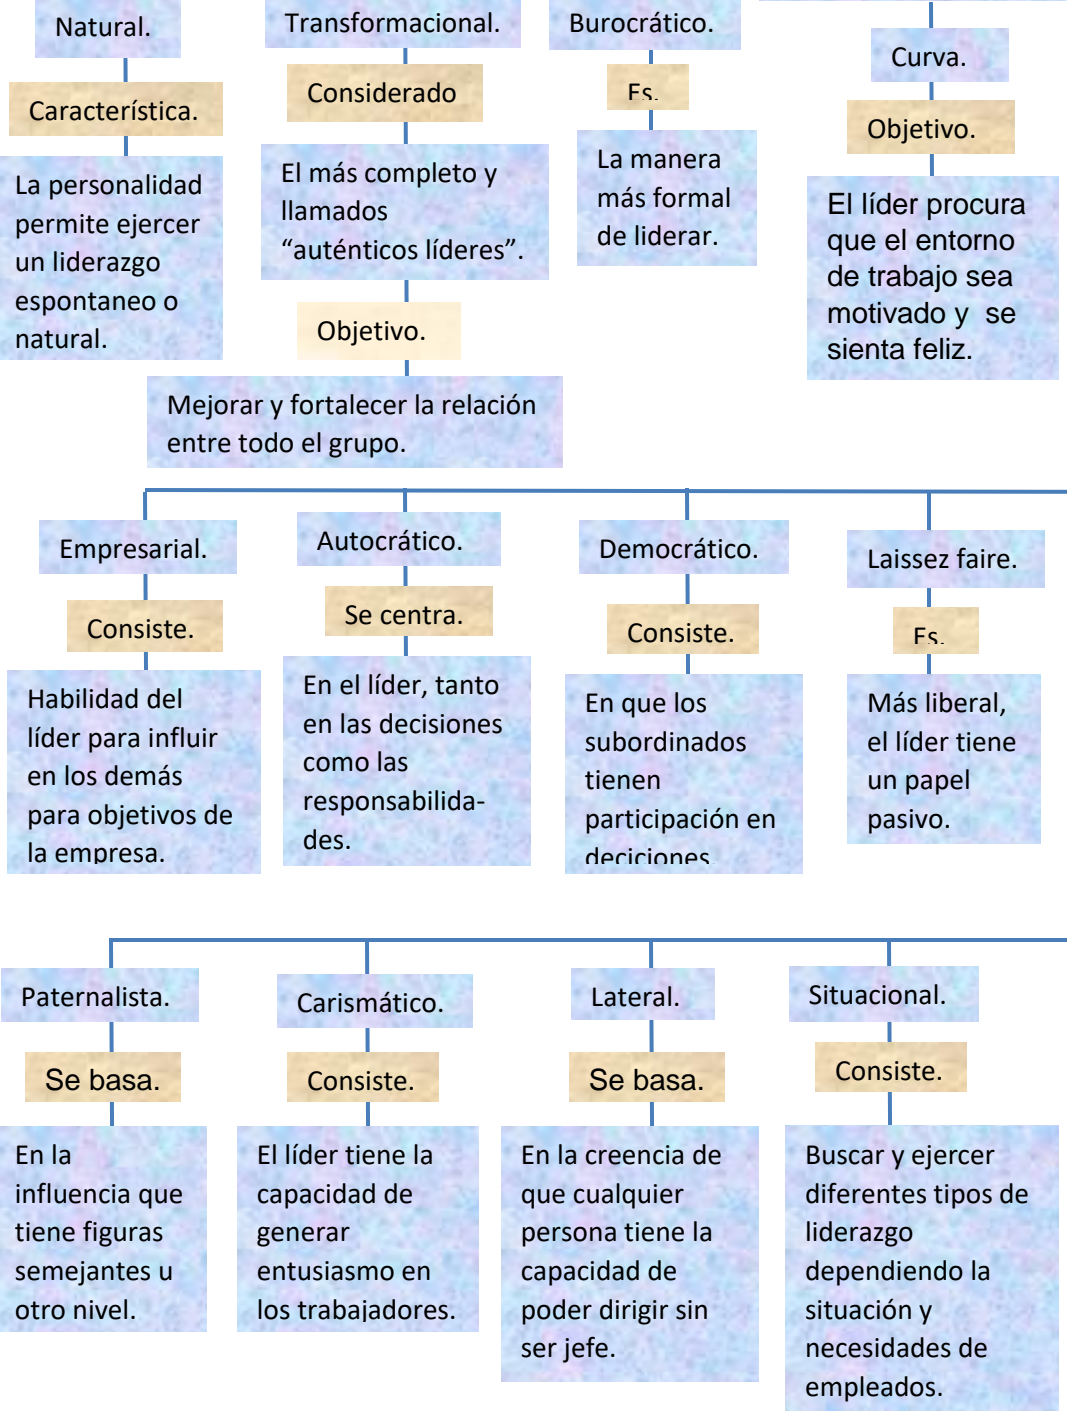 Natural.
Característica.
La personalidad
permite ejercer
un liderazgo
espontaneo o
natural.
Transformacional.
Considerado
El más completo y
llamados
“auténticos líderes”.
Objetivo.
Mejorar y fortalecer la relación
entre todo el grupo.
Burocrático.
Es.
La manera
más formal
de liderar.
Curva.
Objetivo.
El líder procura
que el entorno
de trabajo sea
motivado y se
sienta feliz.
Empresarial.
Consiste.
Habilidad del
líder para influir
en los demás
para objetivos de
la empresa.
Autocrático.
Se centra.
En el líder, tanto
en las decisiones
como las
responsabilida-
des.
Democrático.
Consiste.
En que los
subordinados
tienen
participación en
deciciones.
Laissez faire.
Es.
Más liberal,
el líder tiene
un papel
pasivo.
Paternalista.
Se basa.
En la
influencia que
tiene figuras
semejantes u
otro nivel.
Carismático.
Consiste.
El líder tiene la
capacidad de
generar
entusiasmo en
los trabajadores.
Lateral.
Se basa.
En la creencia de
que cualquier
persona tiene la
capacidad de
poder dirigir sin
ser jefe.
Situacional.
Consiste.
Buscar y ejercer
diferentes tipos de
liderazgo
dependiendo la
situación y
necesidades de
empleados.